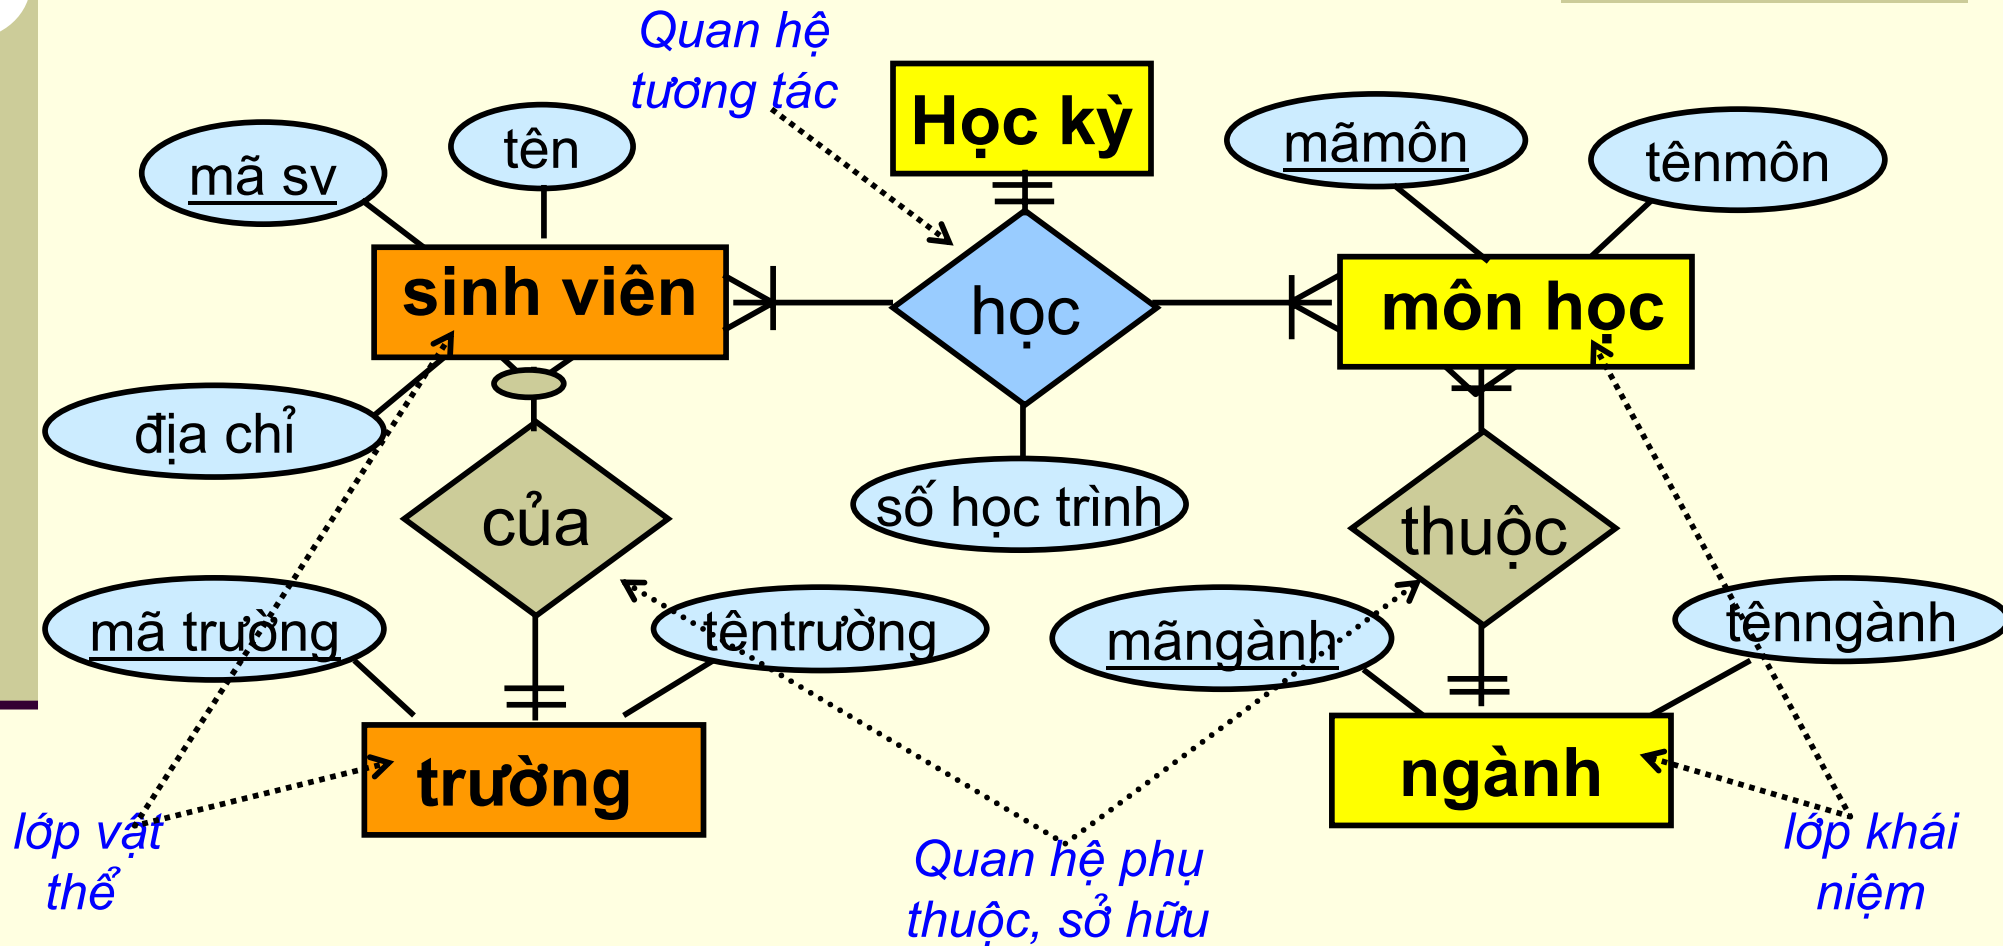 Quan hệ
tương tác
Học kỳ
mã sv
tên
mãmôn
tênmôn
sinh viên
học
môn học
địa chỉ
của
số học trình
thuộc
mã trường
têntrường
mãngành
tênngành
trường
ngành
lớp vật
thể
Quan hệ phụ
thuộc, sở hữu
lớp khái
niệm